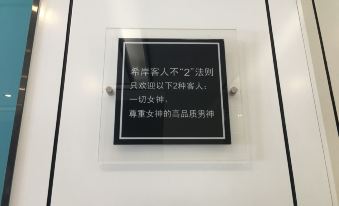 希岸客人不“2”法则
只欢迎以下2种客人：
一切女神，
尊重女神的高品质男神